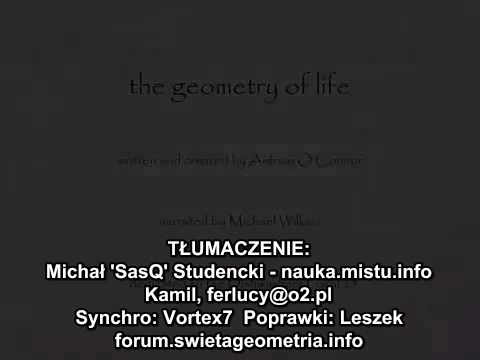 the geometry of life
written and created by Aidrian O'Connor
narrated by Michael Wilkins
TŁUMACZENIE:
Michał 'SasQ' Studencki - nauka.mistu.info
Kamil, ferlucy@o2.pl
Synchro: Vortex7 Poprawki: Leszek
forum.swietageometria.info